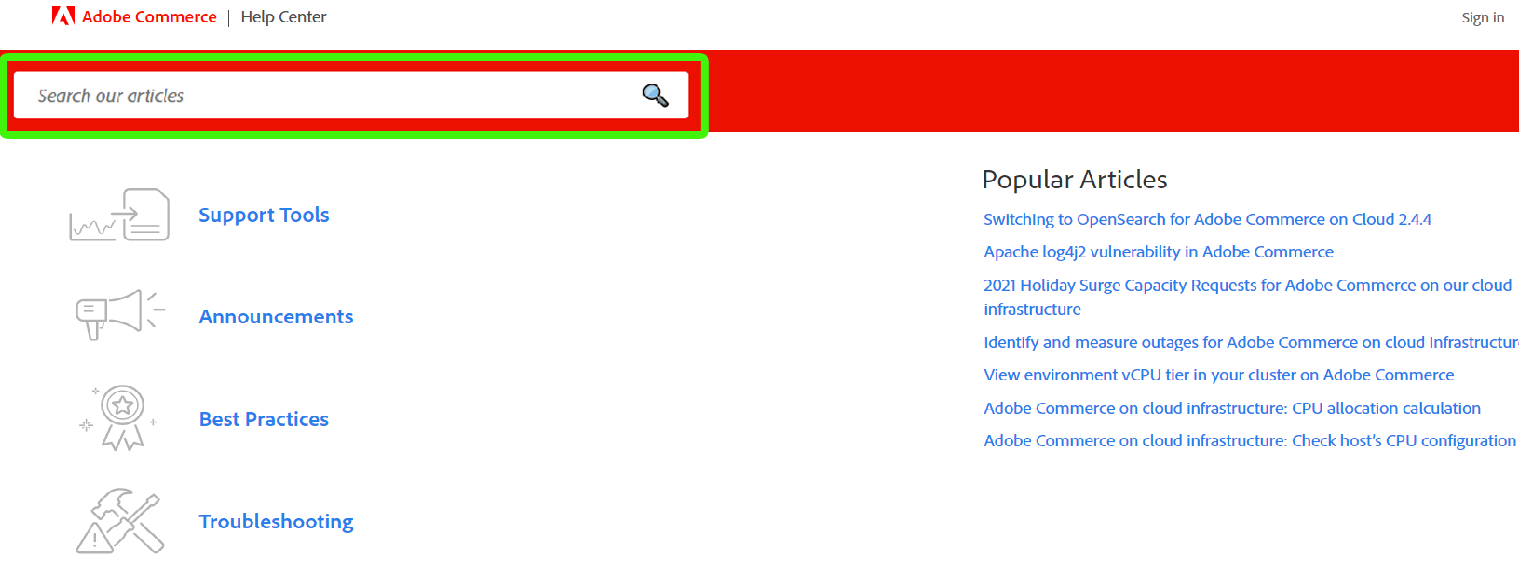 Adobe Commerce | Help Center
Sign in
Search our articles
Support Tools
Announcements
Best Practices
Troubleshooting
Popular Articles
Switching to OpenSearch for Adobe Commerce on Cloud 2.4.4
Apache log4j2 vulnerability in Adobe Commerce
2021 Holiday Surge Capacity Requests for Adobe Commerce on our cloud
infrastructure
Identify and measure outages for Adobe Commerce on cloud infrastructur
View environment vCPU tier in your cluster on Adobe Commerce
Adobe Commerce on cloud infrastructure: CPU allocation calculation
Adobe Commerce on cloud infrastructure: Check host's CPU configuration